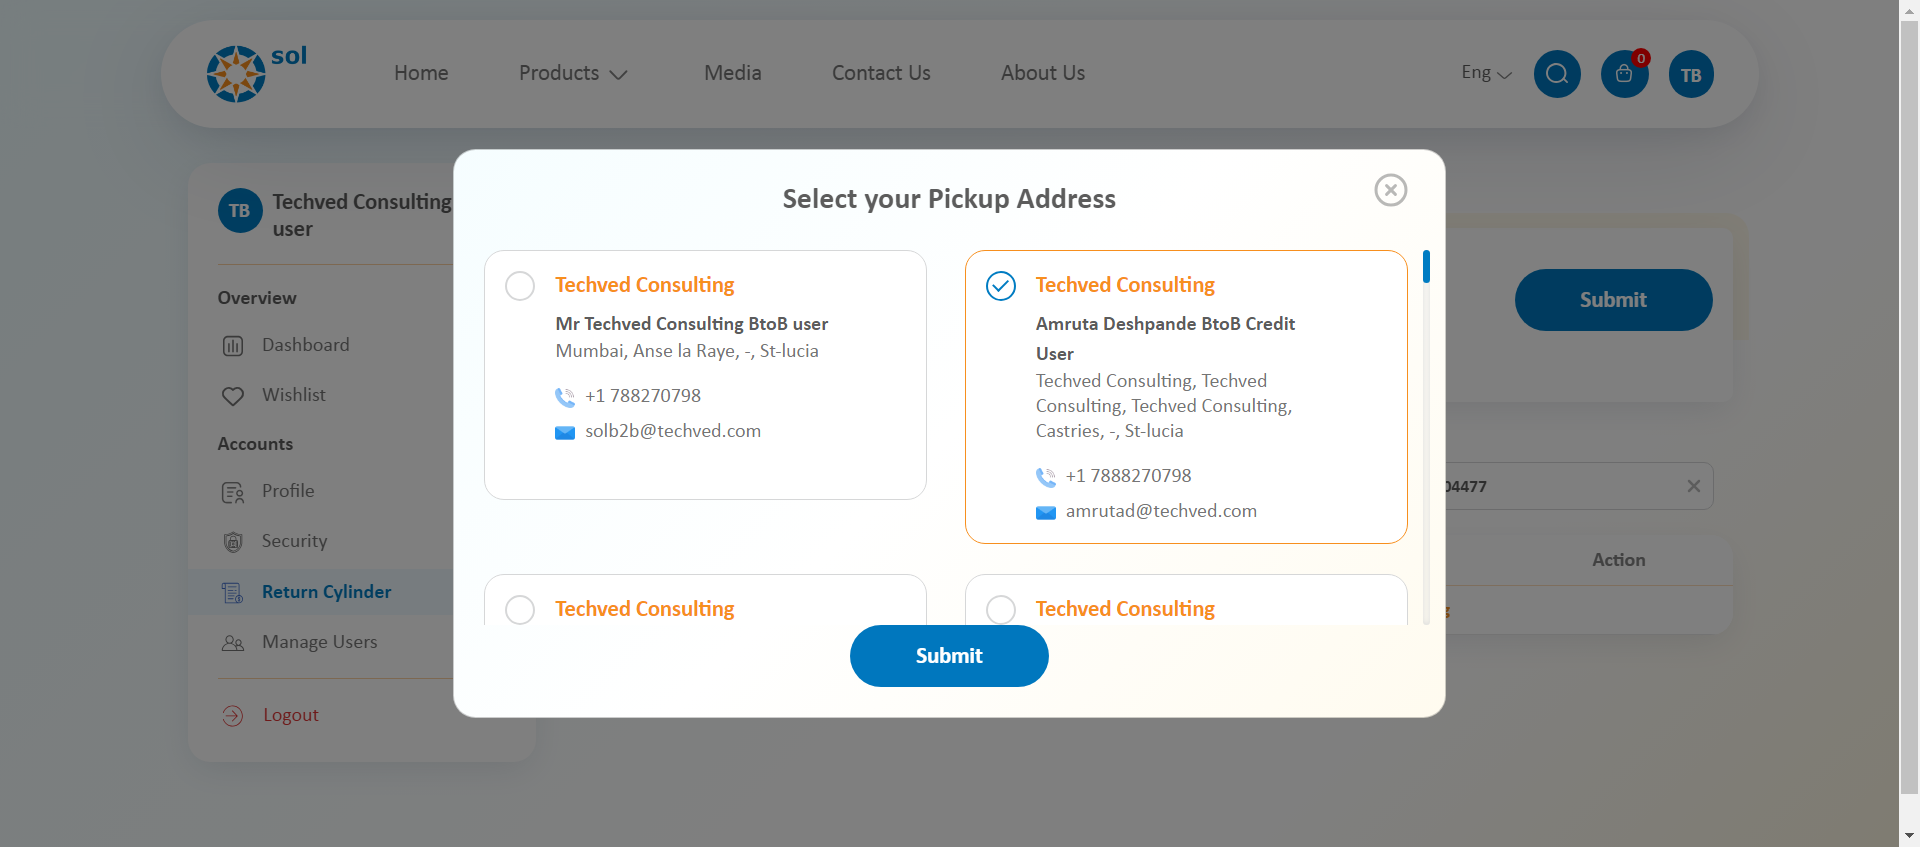 sol
Home
Products
Media
Contact Us
About Us
Eng
0
TB
TB
Techved Consulting
user
Overview
Dashboard
Wishlist
Accounts
Profile
Security
Return Cylinder
Manage Users
Logout
Select your Pickup Address
Techved Consulting
Mr Techved Consulting BtoB user
Mumbai, Anse la Raye, -, St-lucia
+1 788270798
solb2b@techved.com
Techved Consulting
Amruta Deshpande BtoB Credit
User
Techved Consulting, Techved
Consulting, Techved Consulting,
Castries, -, St-lucia
+1 7888270798
amrutad@techved.com
Techved Consulting
Techved Consulting
Submit
Submit
04477
Action